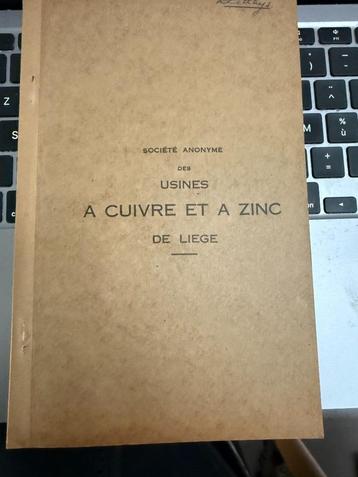 SOCIÉTÉ ANONYME
DES
USINES
A CUIVRE ET A ZINC
DE LIEGE